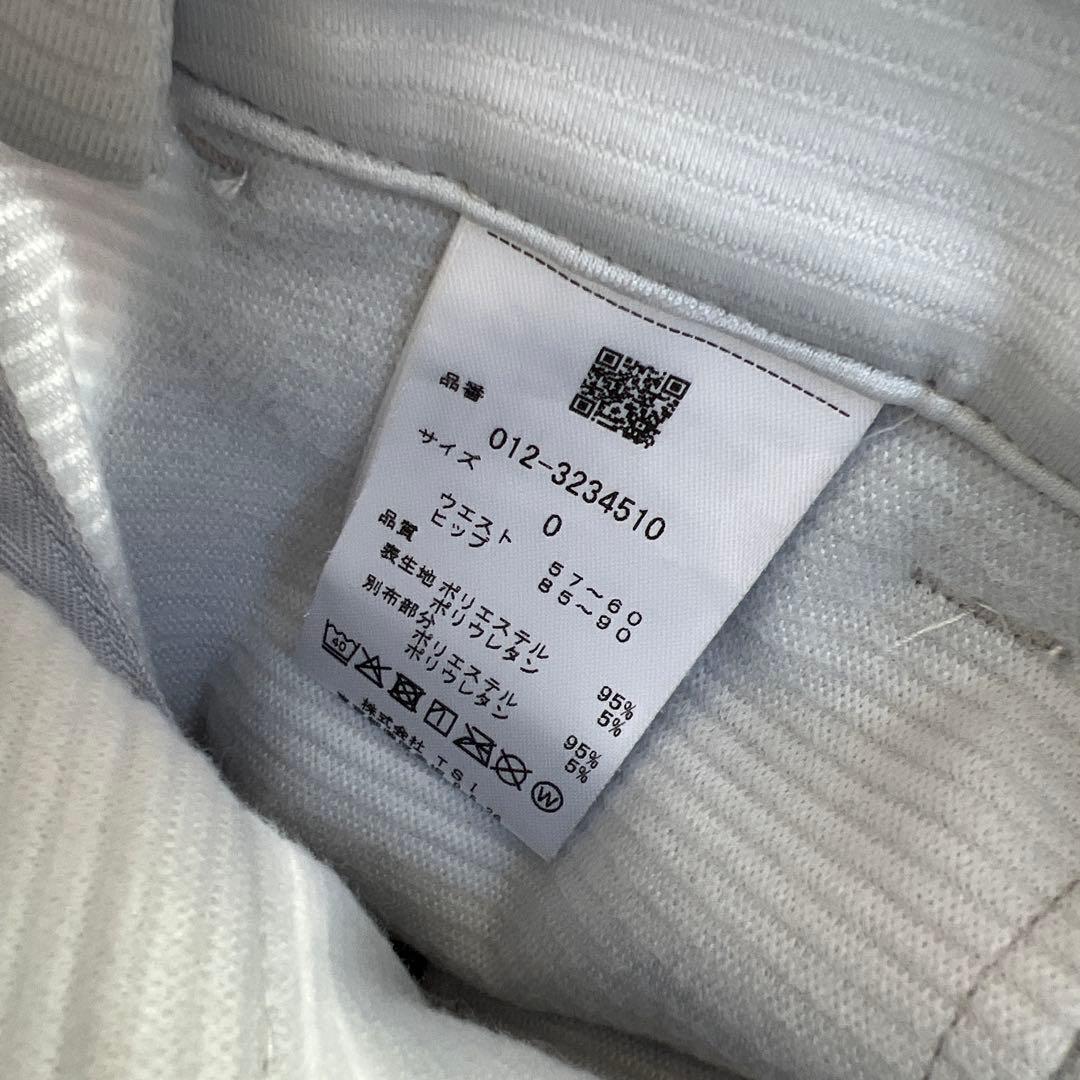 品番
012-3234510
サイズ
0
ウエスト 57～60
ヒップ 85～90
品質
表生地 ポリエステル 95%
ポリウレタン 5%
別布部分
ポリエステル 95%
ポリウレタン 5%
40
W
株式会社 TSI